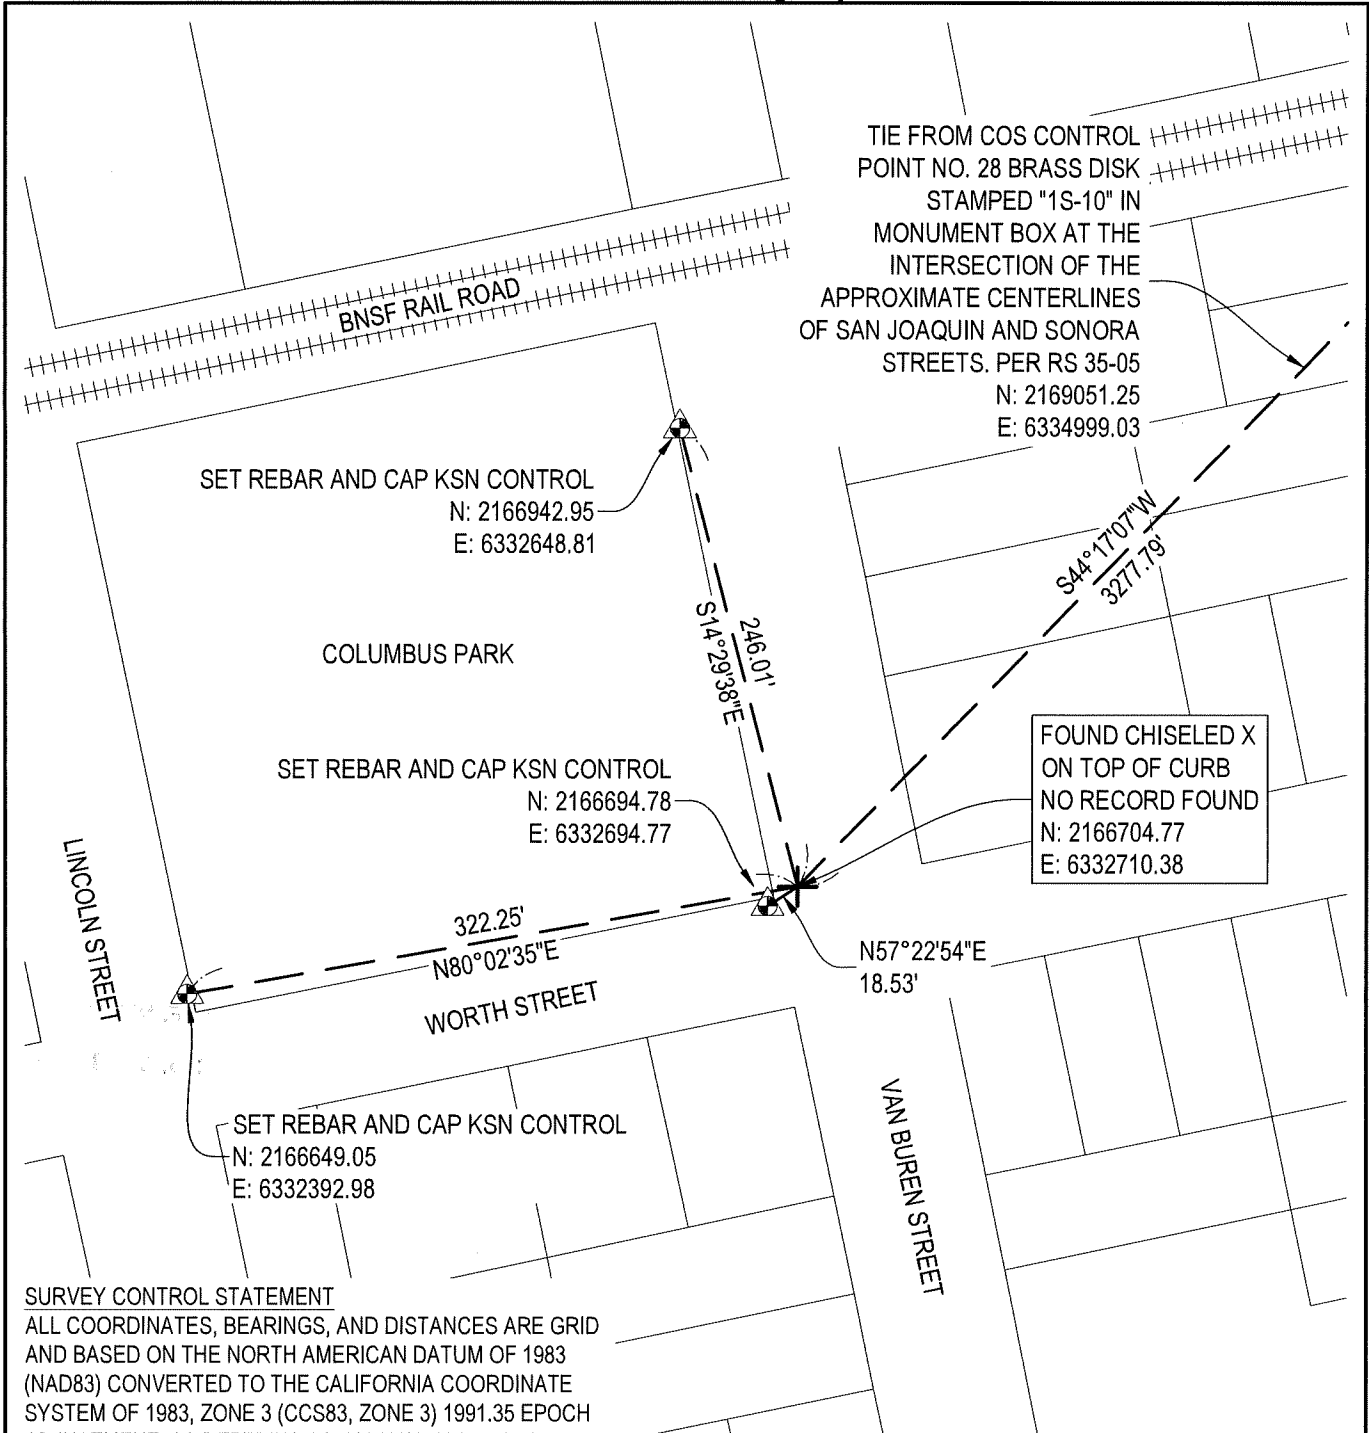 TIE FROM COS CONTROL
POINT NO. 28 BRASS DISK
STAMPED "1S-10" IN
MONUMENT BOX AT THE
INTERSECTION OF THE
APPROXIMATE CENTERLINES
OF SAN JOAQUIN AND SONORA
STREETS. PER RS 35-05
N: 2169051.25
E: 6334999.03
BNSF RAIL ROAD
SET REBAR AND CAP KSN CONTROL
N: 2166942.95
E: 6332648.81
S44°17'07"W
3277.79'
246.01'
S14°29'38"E
COLUMBUS PARK
FOUND CHISELED X
ON TOP OF CURB
NO RECORD FOUND
N: 2166704.77
E: 6332710.38
SET REBAR AND CAP KSN CONTROL
N: 2166694.78
E: 6332694.77
LINCOLN STREET
322.25'
N80°02'35"E
N57°22'54"E
18.53'
WORTH STREET
VAN BUREN STREET
SET REBAR AND CAP KSN CONTROL
N: 2166649.05
E: 6332392.98
SURVEY CONTROL STATEMENT
ALL COORDINATES, BEARINGS, AND DISTANCES ARE GRID
AND BASED ON THE NORTH AMERICAN DATUM OF 1983
(NAD83) CONVERTED TO THE CALIFORNIA COORDINATE
SYSTEM OF 1983, ZONE 3 (CCS83, ZONE 3) 1991.35 EPOCH